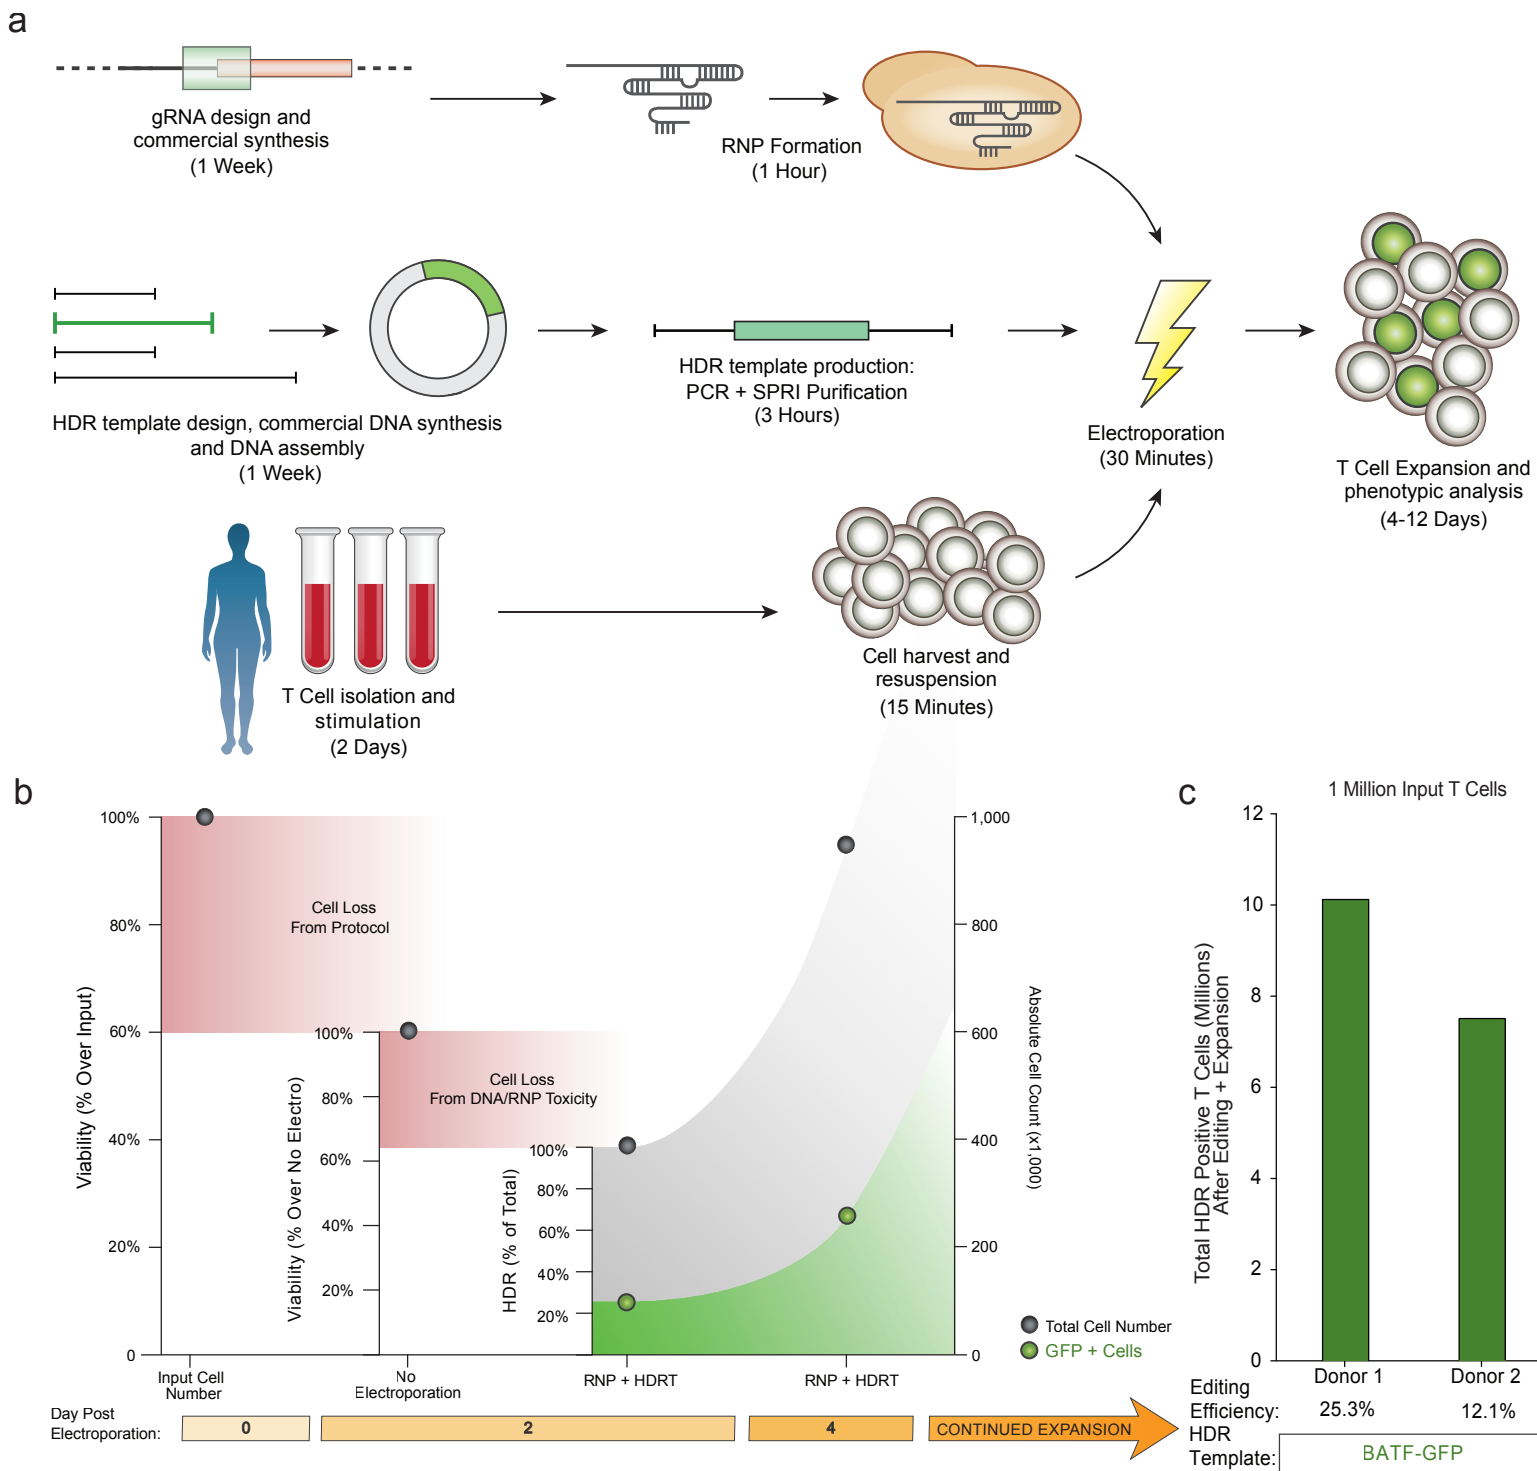 a
gRNA design and
commercial synthesis
(1 Week)
RNP Formation
(1 Hour)
HDR template design, commercial DNA synthesis
and DNA assembly
(1 Week)
HDR template production:
PCR + SPRI Purification
(3 Hours)
Electroporation
(30 Minutes)
T Cell Expansion and
phenotypic analysis
(4-12 Days)
T Cell isolation and
stimulation
(2 Days)
Cell harvest and
resuspension
(15 Minutes)
b
Viability (% Over Input)
100%
80%
60%
40%
20%
0
Cell Loss
From Protocol
Viability (% Over No Electro)
100%
80%
60%
40%
20%
Cell Loss
From DNA/RNP Toxicity
HDR (% of Total)
100%
80%
60%
40%
20%
1,000
800
600
400
200
0
Absolute Cell Count (x1,000)
Total Cell Number
GFP + Cells
Input Cell
Number
No
Electroporation
RNP + HDRT
RNP + HDRT
Day Post
Electroporation:
0
2
4
CONTINUED EXPANSION
c
1 Million Input T Cells
Total HDR Positive T Cells (Millions)
After Editing + Expansion
12
10
8
6
4
2
0
Donor 1
Donor 2
Editing
Efficiency:
25.3%
12.1%
HDR
Template:
BATF-GFP